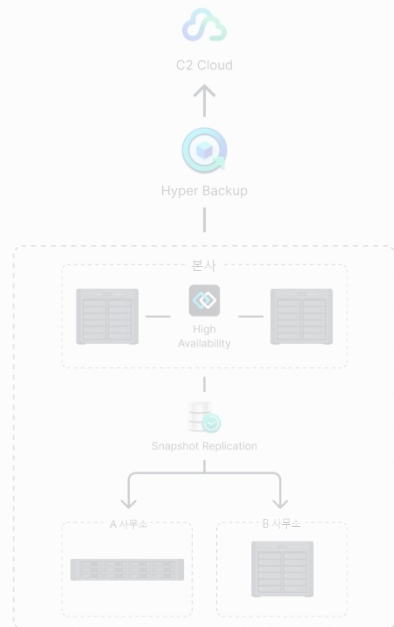 C2 Cloud
Hyper Backup
본사
High
Availability
Snapshot Replication
A 사무소
B 사무소